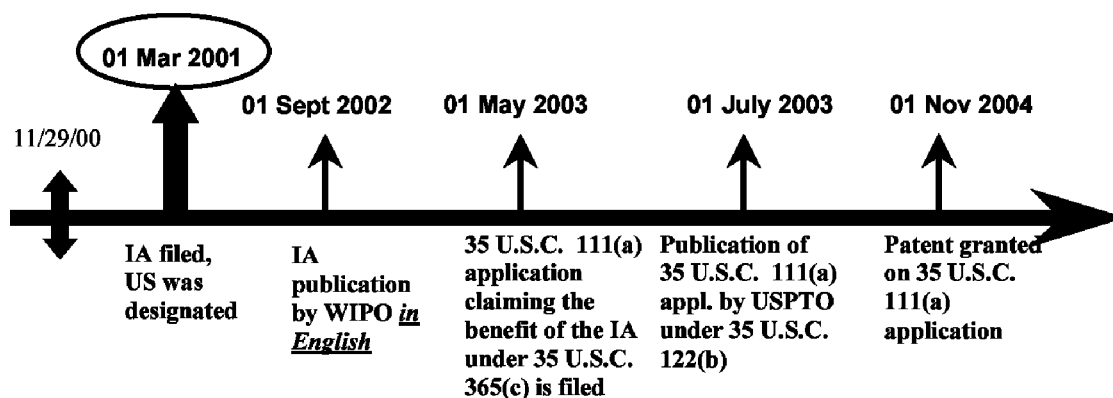 01 Mar 2001
01 Sept 2002
01 May 2003
01 July 2003
01 Nov 2004
11/29/00
IA filed,
US was
designated
IA
publication
by WIPO in
English
35 U.S.C. 111(a)
application
claiming the
benefit of the IA
under 35 U.S.C.
365(c) is filed
Publication of
35 U.S.C. 111(a)
appl. by USPTO
under 35 U.S.C.
122(b)
Patent granted
on 35 U.S.C.
111(a)
application